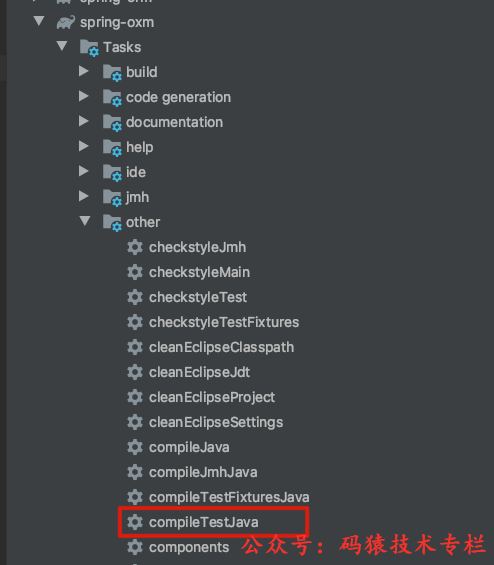 spring-orm
spring-oxm
Tasks
build
code generation
documentation
help
ide
jmh
other
checkstyleJmh
checkstyleMain
checkstyleTest
checkstyleTestFixtures
cleanEclipseClasspath
cleanEclipseJdt
cleanEclipseProject
cleanEclipseSettings
compileJava
compileJmhJava
compileTestFixturesJava
compileTestJava
components 公众号：码猿技术专栏